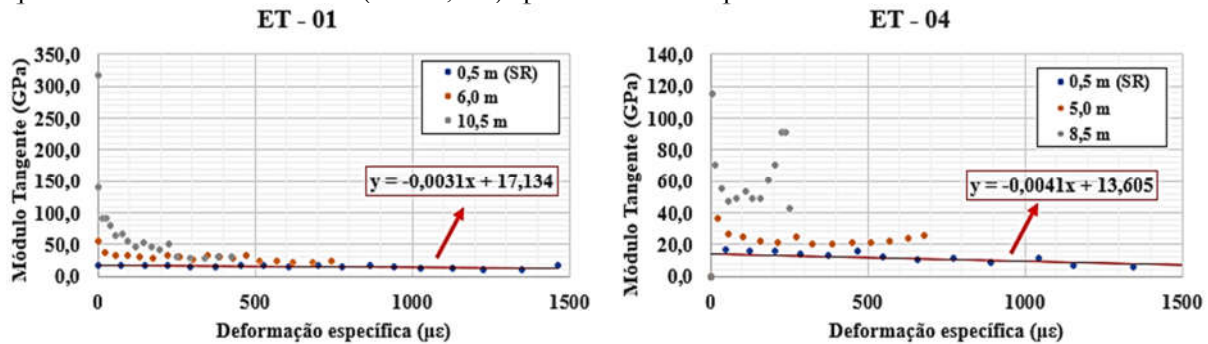 ET - 01
350,0
300,0
250,0
200,0
150,0
100,0
50,0
0,0
Módulo Tangente (GPa)
0,5 m (SR)
6,0 m
10,5 m
y = -0,0031x + 17,134
0 500 1000 1500
Deformação específica (με)
ET - 04
140,0
120,0
100,0
80,0
60,0
40,0
20,0
0,0
Módulo Tangente (GPa)
0,5 m (SR)
5,0 m
8,5 m
y = -0,0041x + 13,605
0 500 1000 1500
Deformação específica (με)